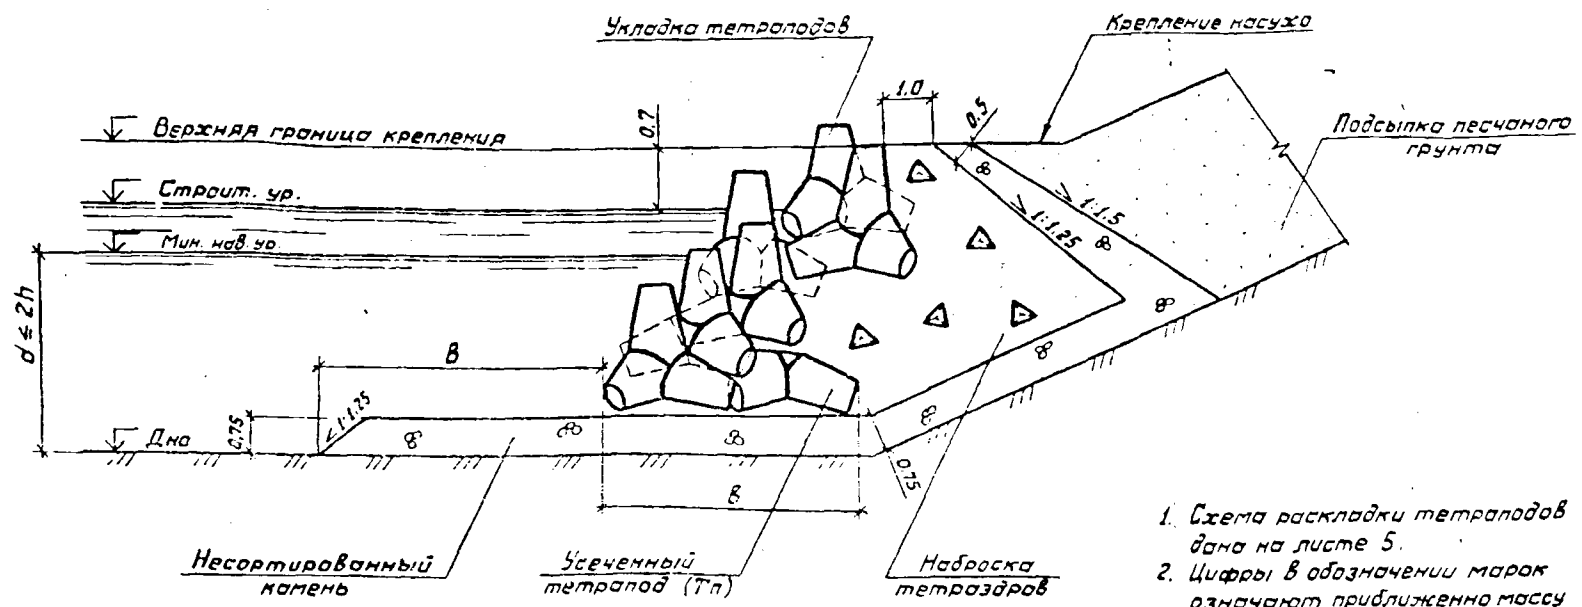 Укладка тетраподов
Крепление насухо
1.0
0.5
0.7
Верхняя граница крепления
Подсыпка песчаного
грунта
Строит. ур.
1:1.5
1:1.25
Мин. нав. ур.
d ≤ 2h
В
1:1.25
0.75
Дно
0.75
в
Несортированный
камень
Усеченный
тетрапод (Тп)
Наброска
тетраэдров
1. Схема раскладки тетраподов
дана на листе 5.
2. Цифры в обозначении марок
означают приближенно массу